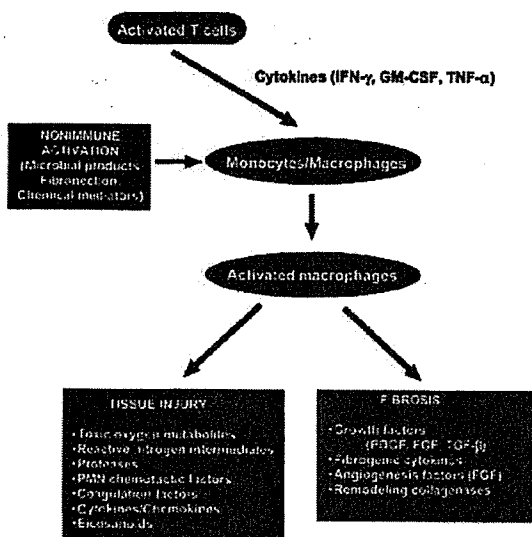 Activated T cells
Cytokines (IFN-γ, GM-CSF, TNF-α)
NONIMMUNE
ACTIVATION
(Microbial products
Fibronection
Chemical mediators)
Monocytes/Macrophages
Activated macrophages
TISSUE INJURY
•Toxic oxygen metabolites
•Reactive nitrogen intermediates
•Proteases
•PMN chemotactic factors
•Coagulation factors
•Cytokines/Chemokines
•Eicosanoids
FIBROSIS
•Growth factors
(PDGF, FGF, TGF-β)
•Fibrogenic cytokines
•Angiogenesis factors (FGF)
•Remodeling collagenases